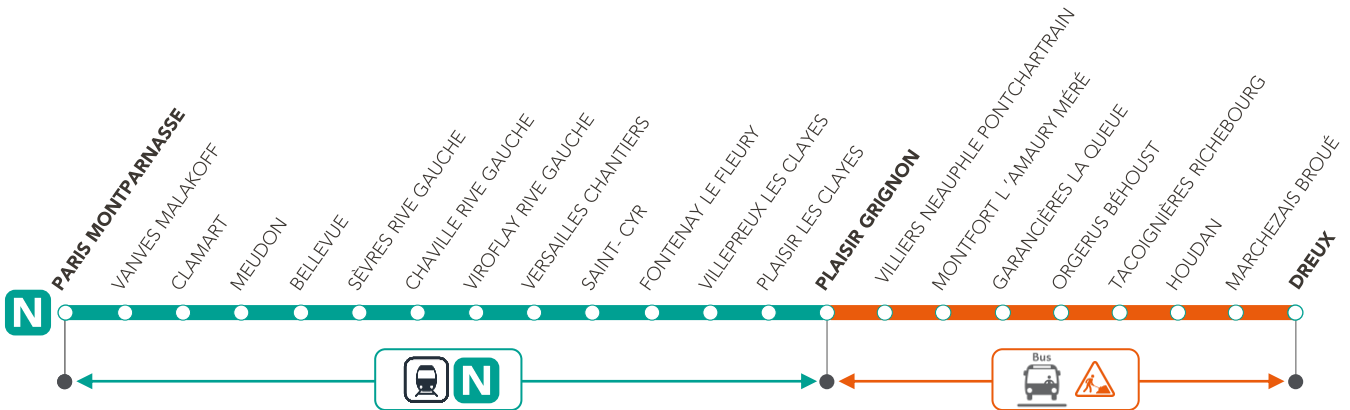 PARIS MONTPARNASSE
VANVES MALAKOFF
CLAMART
MEUDON
BELLEVUE
SÈVRES RIVE GAUCHE
CHAVILLE RIVE GAUCHE
VIROFLAY RIVE GAUCHE
VERSAILLES CHANTIERS
SAINT- CYR
FONTENAY LE FLEURY
VILLEPREUX LES CLAYES
PLAISIR LES CLAYES
PLAISIR GRIGNON
VILLIERS NEAUPHLE PONTCHARTRAIN
MONTFORT L 'AMAURY MÉRÉ
GARANCIÈRES LA QUEUE
ORGERUS BÉHOUST
TACOIGNIÈRES RICHEBOURG
HOUDAN
MARCHEZAIS BROUÉ
DREUX
N
N
Bus